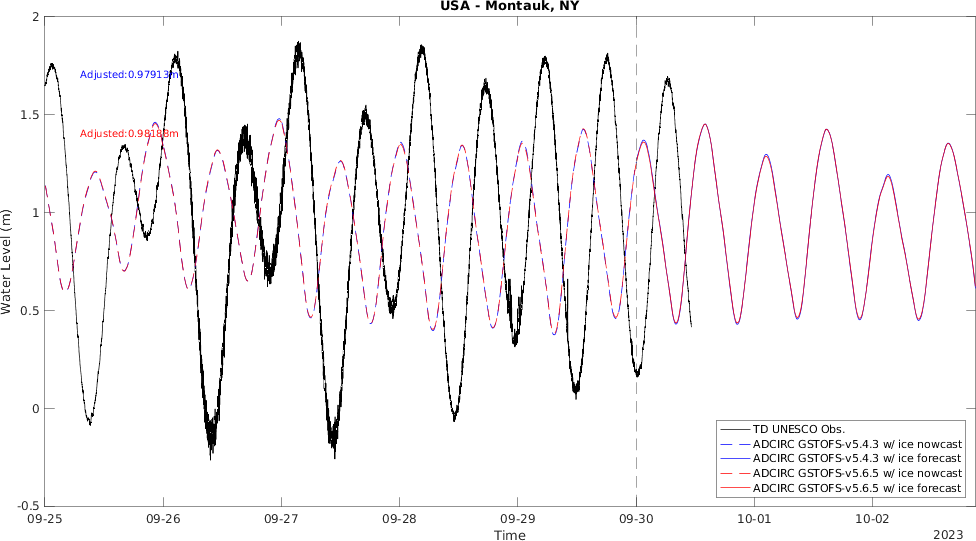 USA - Montauk, NY
Water Level (m)
2
1.5
1
0.5
0
-0.5
Adjusted:0.97913m
Adjusted:0.98188m
TD UNESCO Obs.
ADCIRC GSTOFS-v5.4.3 w/ ice nowcast
ADCIRC GSTOFS-v5.4.3 w/ ice forecast
ADCIRC GSTOFS-v5.6.5 w/ ice nowcast
ADCIRC GSTOFS-v5.6.5 w/ ice forecast
09-25 09-26 09-27 09-28 09-29 09-30 10-01 10-02
Time
2023